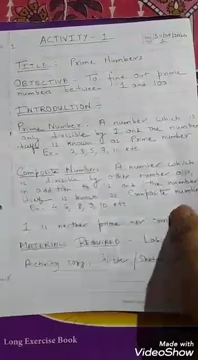 ACTIVITY - 1
TITLE :- Prime Numbers
OBJECTIVE:- To find out prime
numbers between 1 and 100
INTRODUCTION :-
Prime Number:- A number which is
only divisible by 1 and the number
itself is known as Prime number
Ex:- 2, 3, 5, 7, 11 etc
Composite Number:- A number which
is divisible by other number also,
in addition to 1 and the number
itself is known as composite number
Ex:- 4, 6, 8, 9, 10 etc
1 is neither prime nor
MATERIAL REQUIRED - Lab
Activity copy
Long Exercise Book
Made with
VideoShow